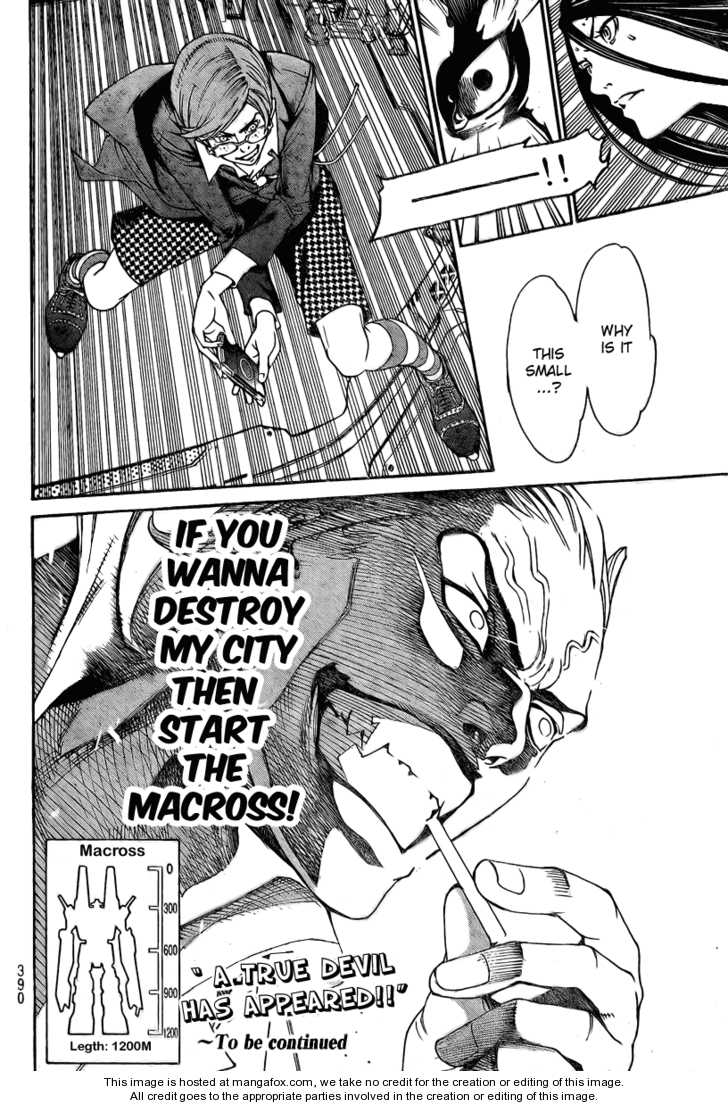 !!
WHY
IS IT
THIS
SMALL
...?
IF YOU
WANNA
DESTROY
MY CITY
THEN
START
THE
MACROSS!
Macross
0
300
600
900
1200
Legth: 1200M
" A TRUE DEVIL
HAS APPEARED!!"
~To be continued
390
This image is hosted at mangafox.com, we take no credit for the creation or editing of this image.
All credit goes to the appropriate parties involved in the creation or editing of this image.